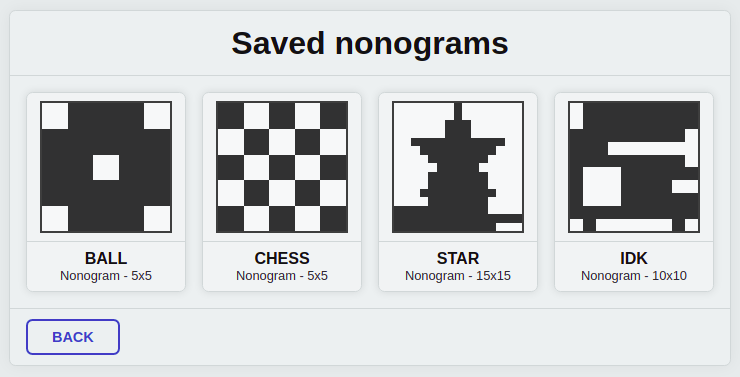 Saved nonograms
BALL
Nonogram - 5x5
CHESS
Nonogram - 5x5
STAR
Nonogram - 15x15
IDK
Nonogram - 10x10
BACK